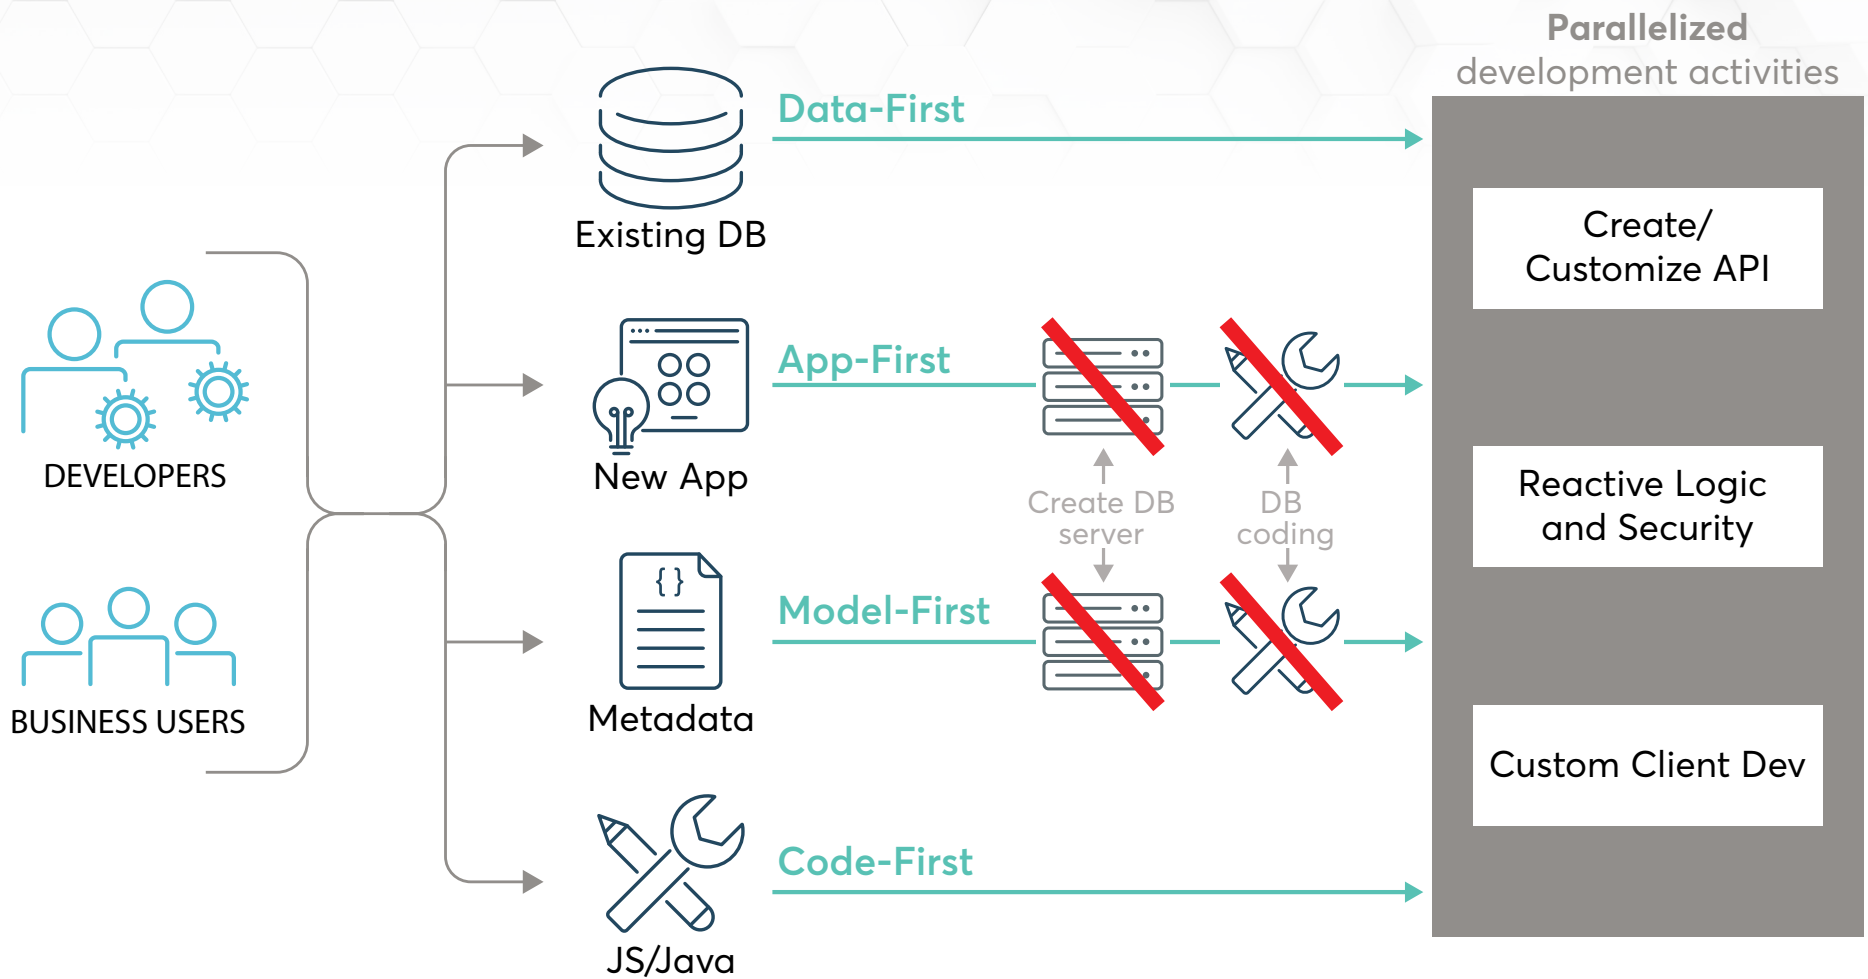 Parallelized
development activities
DEVELOPERS
BUSINESS USERS
Existing DB
Data-First
New App
App-First
Create DB
server
DB
coding
{ }
Metadata
Model-First
JS/Java
Code-First
Create/
Customize API
Reactive Logic
and Security
Custom Client Dev